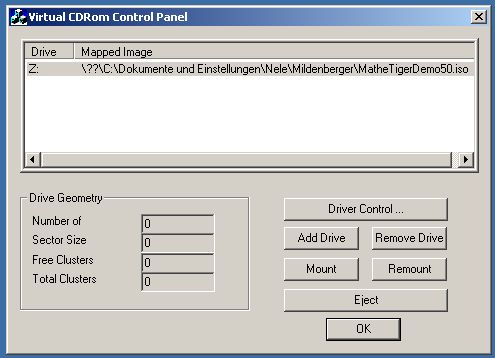 Virtual CDRom Control Panel
Drive Mapped Image
Z: \??\C:\Dokumente und Einstellungen\Nele\Mildenberger\MatheTigerDemo50.iso
Drive Geometry
Number of 0
Sector Size 0
Free Clusters 0
Total Clusters 0
Driver Control ...
Add Drive Remove Drive
Mount Remount
Eject
OK